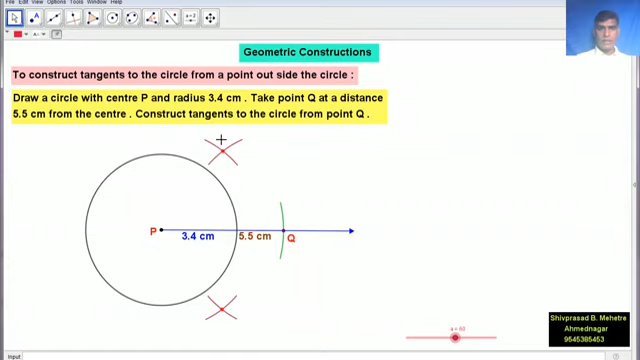 File Edit View Options Tools Window
Geometric Constructions
To construct tangents to the circle from a point out side the circle :
Draw a circle with centre P and radius 3.4 cm . Take point Q at a distance
5.5 cm from the centre . Construct tangents to the circle from point Q .
P
3.4 cm
5.5 cm
Q
a = 60
Shivprasad B. Mehetre
Ahmednagar
9545385453
Input